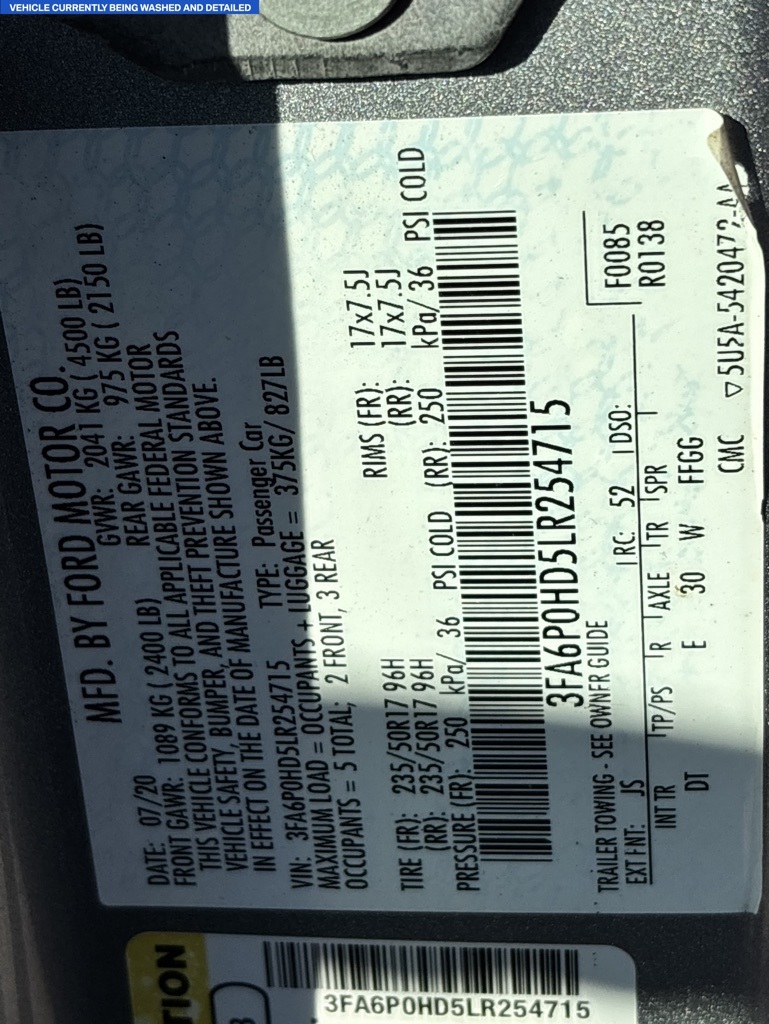 VEHICLE CURRENTLY BEING WASHED AND DETAILED
MFD. BY FORD MOTOR CO.
DATE: 07/20 GVWR: 2041 KG ( 4500 LB)
FRONT GAWR: 1089 KG ( 2400 LB) REAR GAWR: 975 KG ( 2150 LB)
THIS VEHICLE CONFORMS TO ALL APPLICABLE FEDERAL MOTOR
VEHICLE SAFETY, BUMPER, AND THEFT PREVENTION STANDARDS
IN EFFECT ON THE DATE OF MANUFACTURE SHOWN ABOVE.
VIN: 3FA6P0HD5LR254715 TYPE: Passenger Car
MAXIMUM LOAD = OCCUPANTS + LUGGAGE = 375KG/ 827LB
OCCUPANTS = 5 TOTAL; 2 FRONT, 3 REAR
TIRE (FR): 235/50R17 96H RIMS (FR): 17x7.5J
(RR): 235/50R17 96H (RR): 17x7.5J
PRESSURE (FR): 250 kPa/ 36 PSI COLD (RR): 250 kPa/ 36 PSI COLD
3FA6P0HD5LR254715
TRAILER TOWING - SEE OWNER GUIDE
F0085
R0138
EXT PNT: JS RC: 52 DSO:
INT TR TP/PS R AXLE TR SPR
DT E 30 W FFGG
CMC ▽5U5A-5420472-AA
TION
3FA6P0HD5LR254715